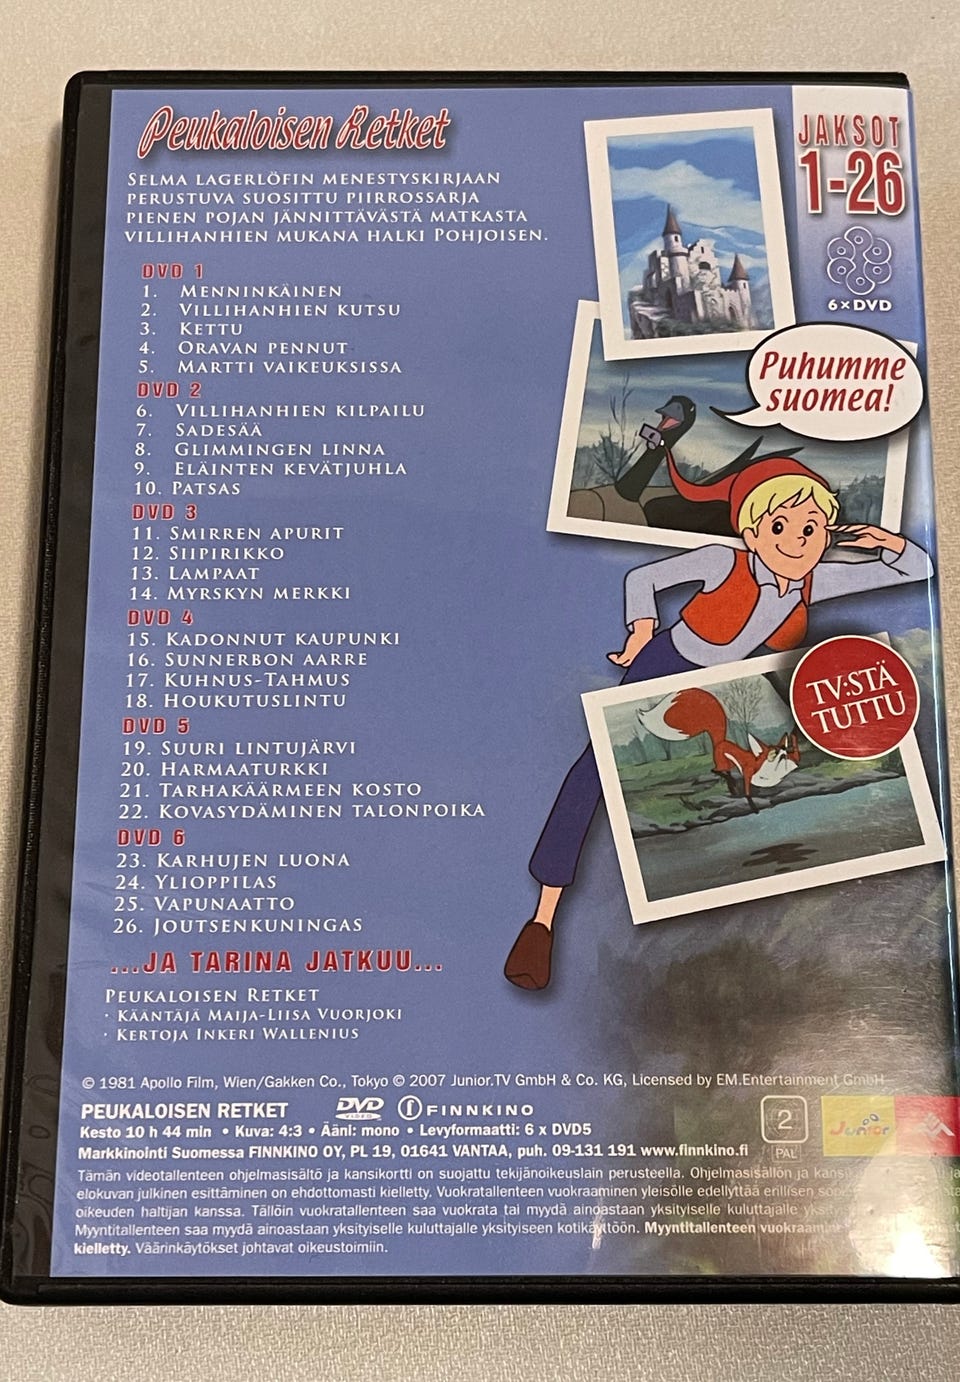 Peukaloisen Retket
JAKSOT
1-26
6 x DVD
Selma Lagerlöfin menestyskirjaan
perustuva suosittu piirrossarja
pienen pojan jännittävästä matkasta
villihanhien mukana halki Pohjoisen.
DVD 1
1. Menninkäinen
2. Villihanhien kutsu
3. Kettu
4. Oravan pennut
5. Martti vaikeuksissa
DVD 2
6. Villihanhien kilpailu
7. Sadesää
8. Glimmingen linna
9. Eläinten kevätjuhla
10. Patsas
DVD 3
11. Smirren apurit
12. Siipirikko
13. Lampaat
14. Myrskyn merkki
DVD 4
15. Kadonnut kaupunki
16. Sunnerbon aarre
17. Kuhnus-Tahmus
18. Houkutuslintu
DVD 5
19. Suuri lintujärvi
20. Harmaaturkki
21. Tarhakäärmeen kosto
22. Kovasydäminen talonpoika
DVD 6
23. Karhujen luona
24. Ylioppilas
25. Vapunaatto
26. Joutsenkuningas
...JA TARINA JATKUU...
Peukaloisen Retket
· Kääntäjä Maija-Liisa Vuorjoki
· Kertoja Inkeri Wallenius
Puhumme
suomea!
TV:STÄ
TUTTU
© 1981 Apollo Film, Wien/Gakken Co., Tokyo © 2007 Junior.TV GmbH & Co. KG, Licensed by EM.Entertainment GmbH
PEUKALOISEN RETKET DVD VIDEO FINNKINO
Kesto 10 h 44 min • Kuva: 4:3 • Ääni: mono • Levyformaatti: 6 x DVD5
Markkinointi Suomessa FINNKINO OY, PL 19, 01641 VANTAA, puh. 09-131 191 www.finnkino.fi
2
PAL
Junior
Tämän videotallenteen ohjelmasisältö ja kansikortti on suojattu tekijänoikeuslain perusteella. Ohjelmasisällön ja
elokuvan julkinen esittäminen on ehdottomasti kielletty. Vuokratallenteen vuokraaminen yleisölle edellyttää erillisen
oikeuden haltijan kanssa. Tällöin vuokratallenteen saa vuokrata tai myydä ainoastaan yksityiselle kuluttajalle
Myyntitallenteen saa myydä ainoastaan yksityiselle kuluttajalle yksityiseen kotikäyttöön. Myyntitallenteen vuokraaminen
kielletty. Väärinkäytökset johtavat oikeustoimiin.